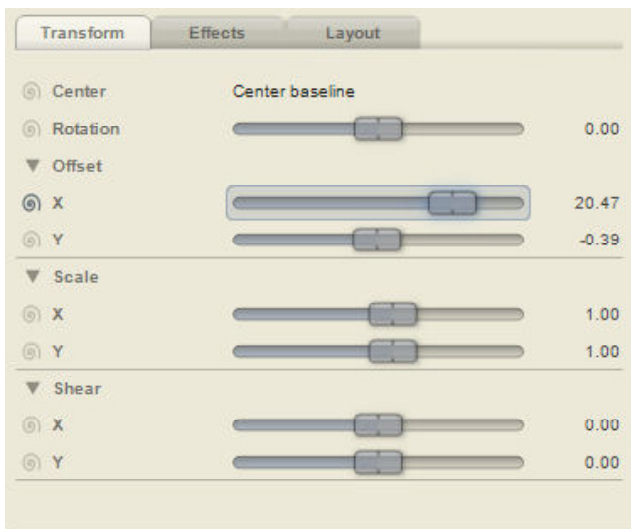 Transform Effects Layout
Center Center baseline
Rotation 0.00
Offset
X 20.47
Y -0.39
Scale
X 1.00
Y 1.00
Shear
X 0.00
Y 0.00